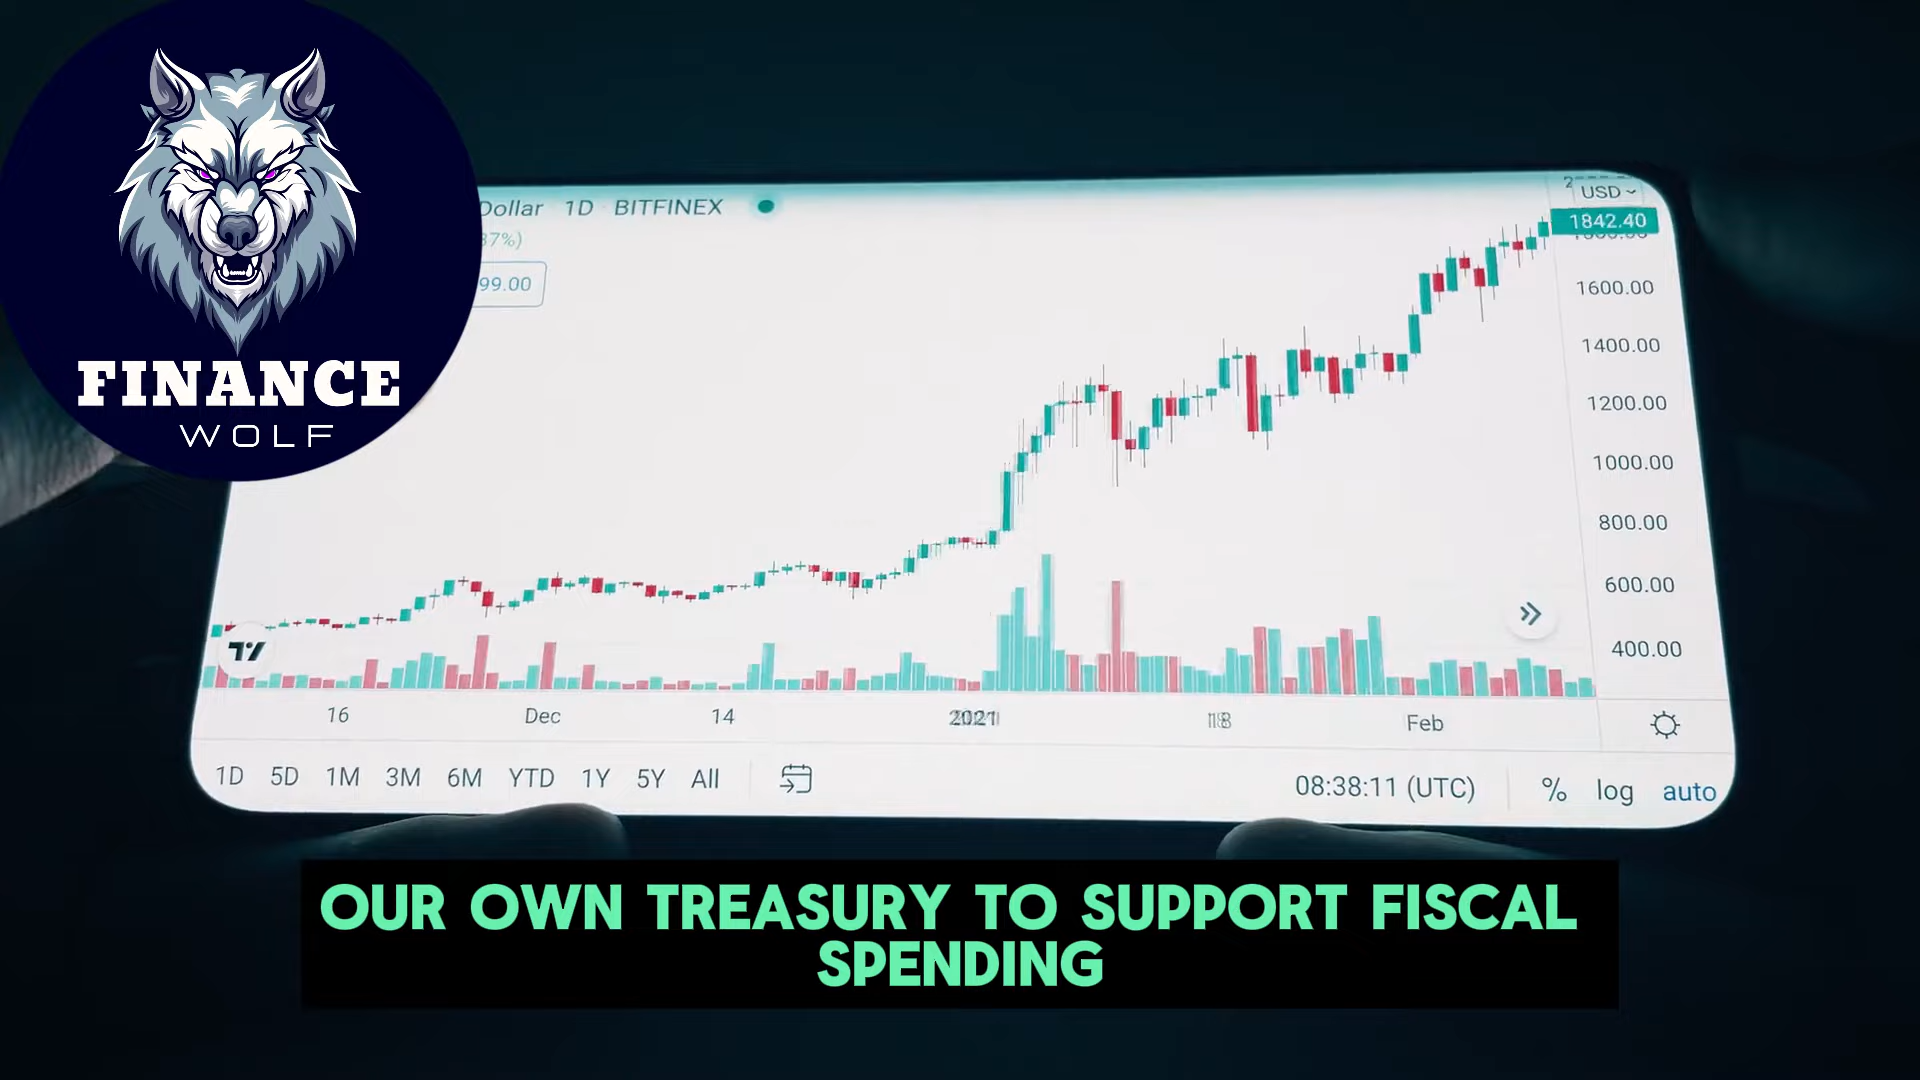 FINANCE
WOLF
Dollar 1D BITFINEX
37%)
99.00
USD
1842.40
1600.00
1400.00
1200.00
1000.00
800.00
600.00
400.00
16 Dec 14 2021 18 Feb
1D 5D 1M 3M 6M YTD 1Y 5Y All
08:38:11 (UTC) % log auto
OUR OWN TREASURY TO SUPPORT FISCAL
SPENDING